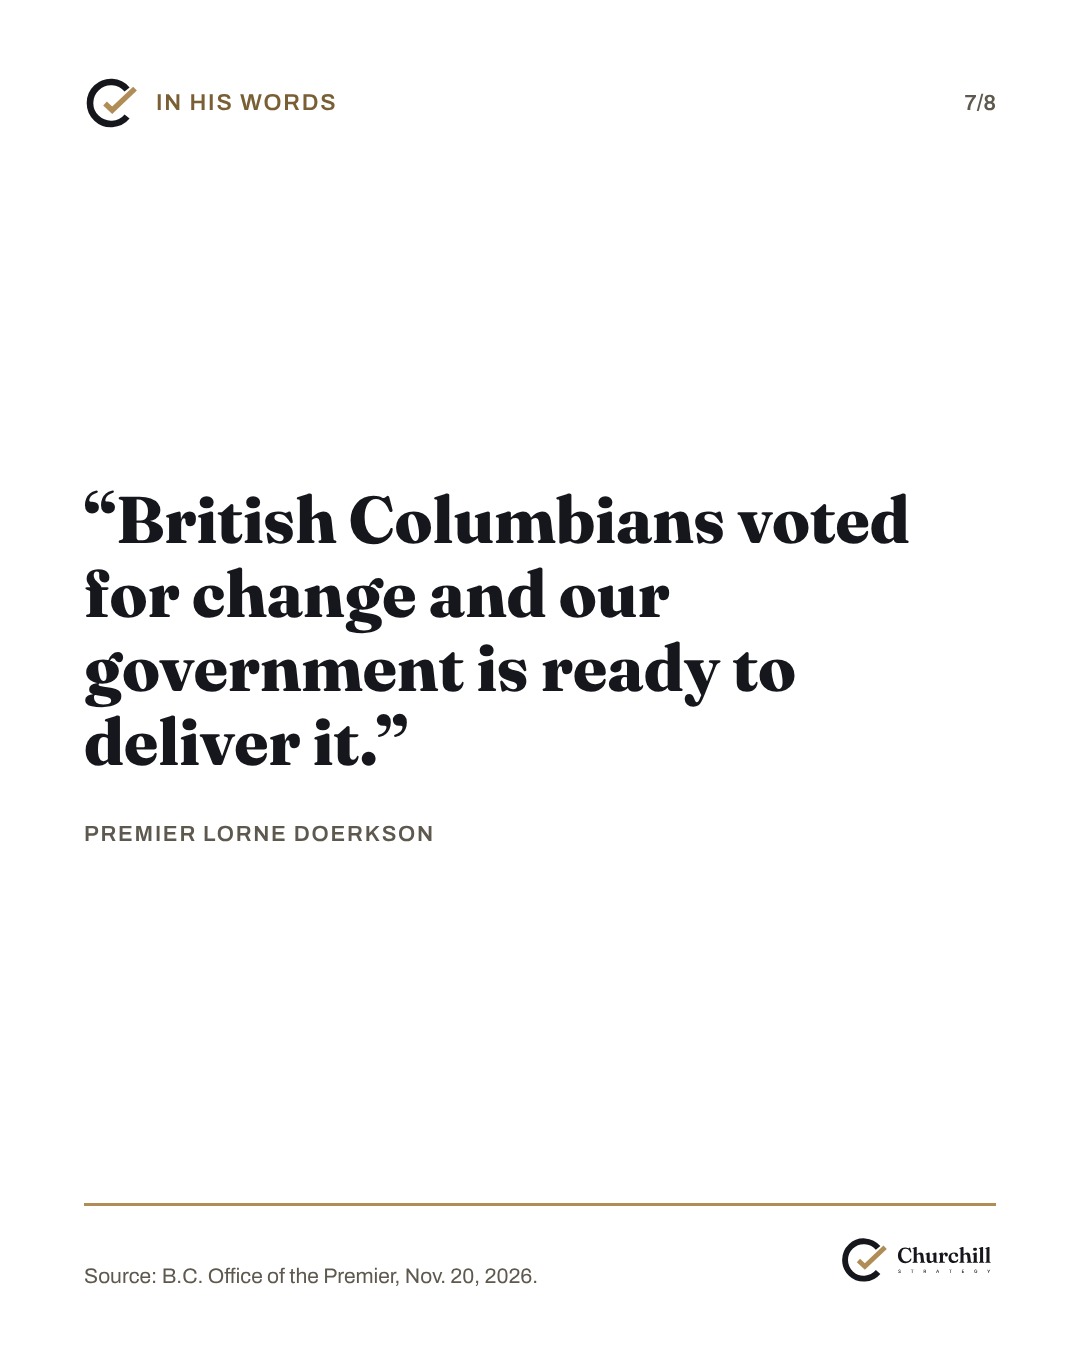 IN HIS WORDS
7/8
“British Columbians voted
for change and our
government is ready to
deliver it.”
PREMIER LORNE DOERKSON
Source: B.C. Office of the Premier, Nov. 20, 2026.
Churchill
STRATEGY